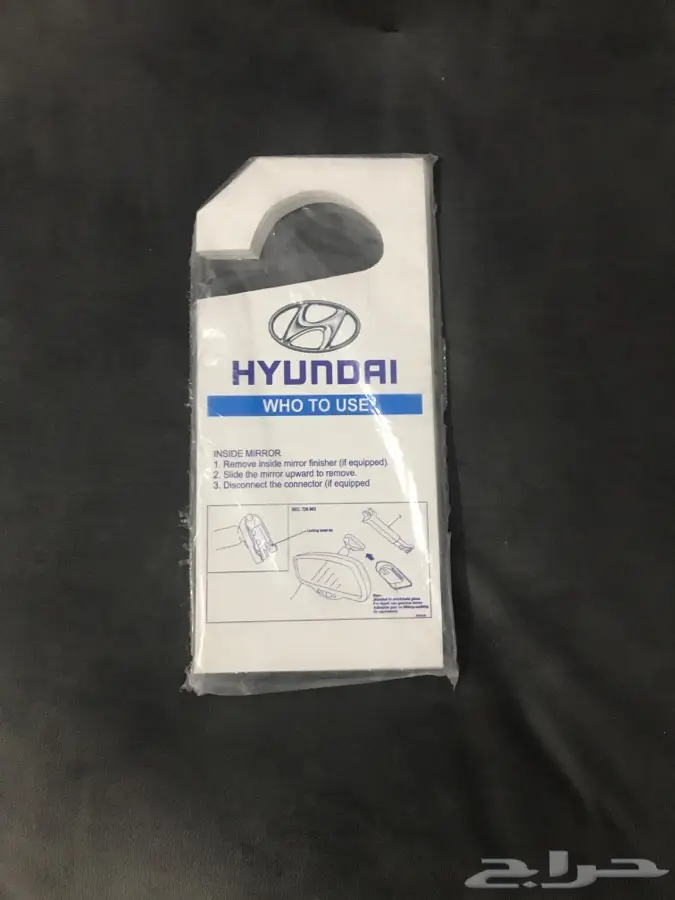 HYUNDAI
WHO TO USE?
INSIDE MIRROR
1. Remove inside mirror finisher (if equipped).
2. Slide the mirror upward to remove.
3. Disconnect the connector (if equipped
حراج